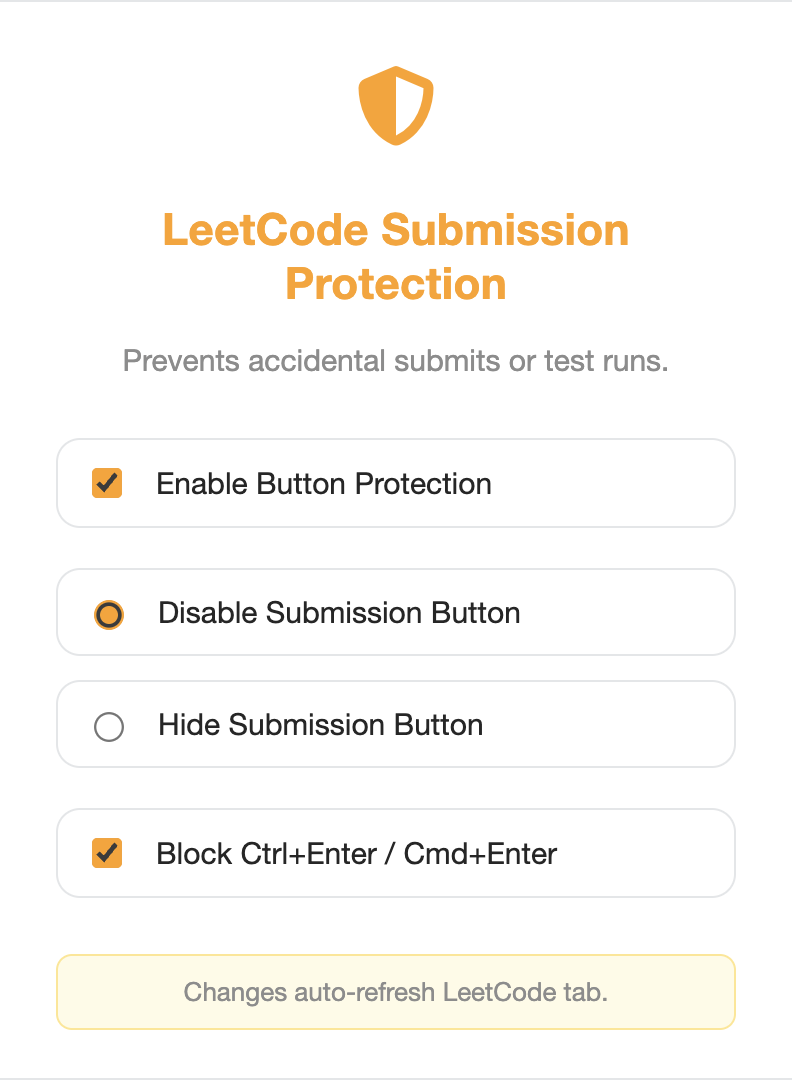 LeetCode Submission
Protection
Prevents accidental submits or test runs.
Enable Button Protection
Disable Submission Button
Hide Submission Button
Block Ctrl+Enter / Cmd+Enter
Changes auto-refresh LeetCode tab.